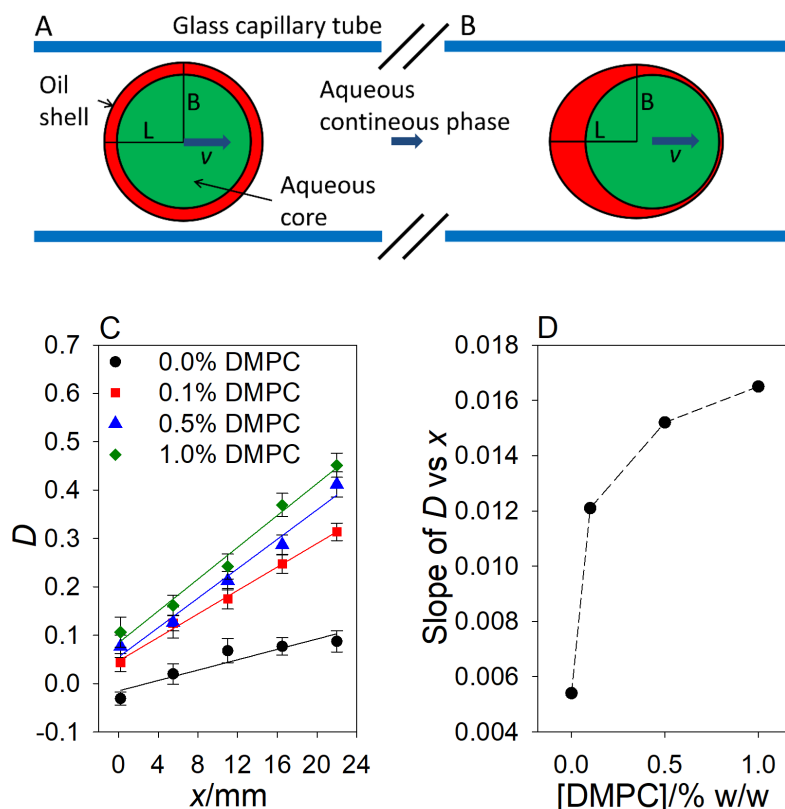 A
Glass capillary tube
B
Oil
shell
B
L
v
Aqueous
core
Aqueous
contineous phase
B
L
v
C
0.7
0.6
0.5
0.4
0.3
0.2
0.1
0.0
-0.1
D
0.0% DMPC
0.1% DMPC
0.5% DMPC
1.0% DMPC
0 4 8 12 16 20 24
x/mm
D
0.018
0.016
0.014
0.012
0.010
0.008
0.006
0.004
Slope of D vs x
0.0 0.5 1.0
[DMPC]/% w/w